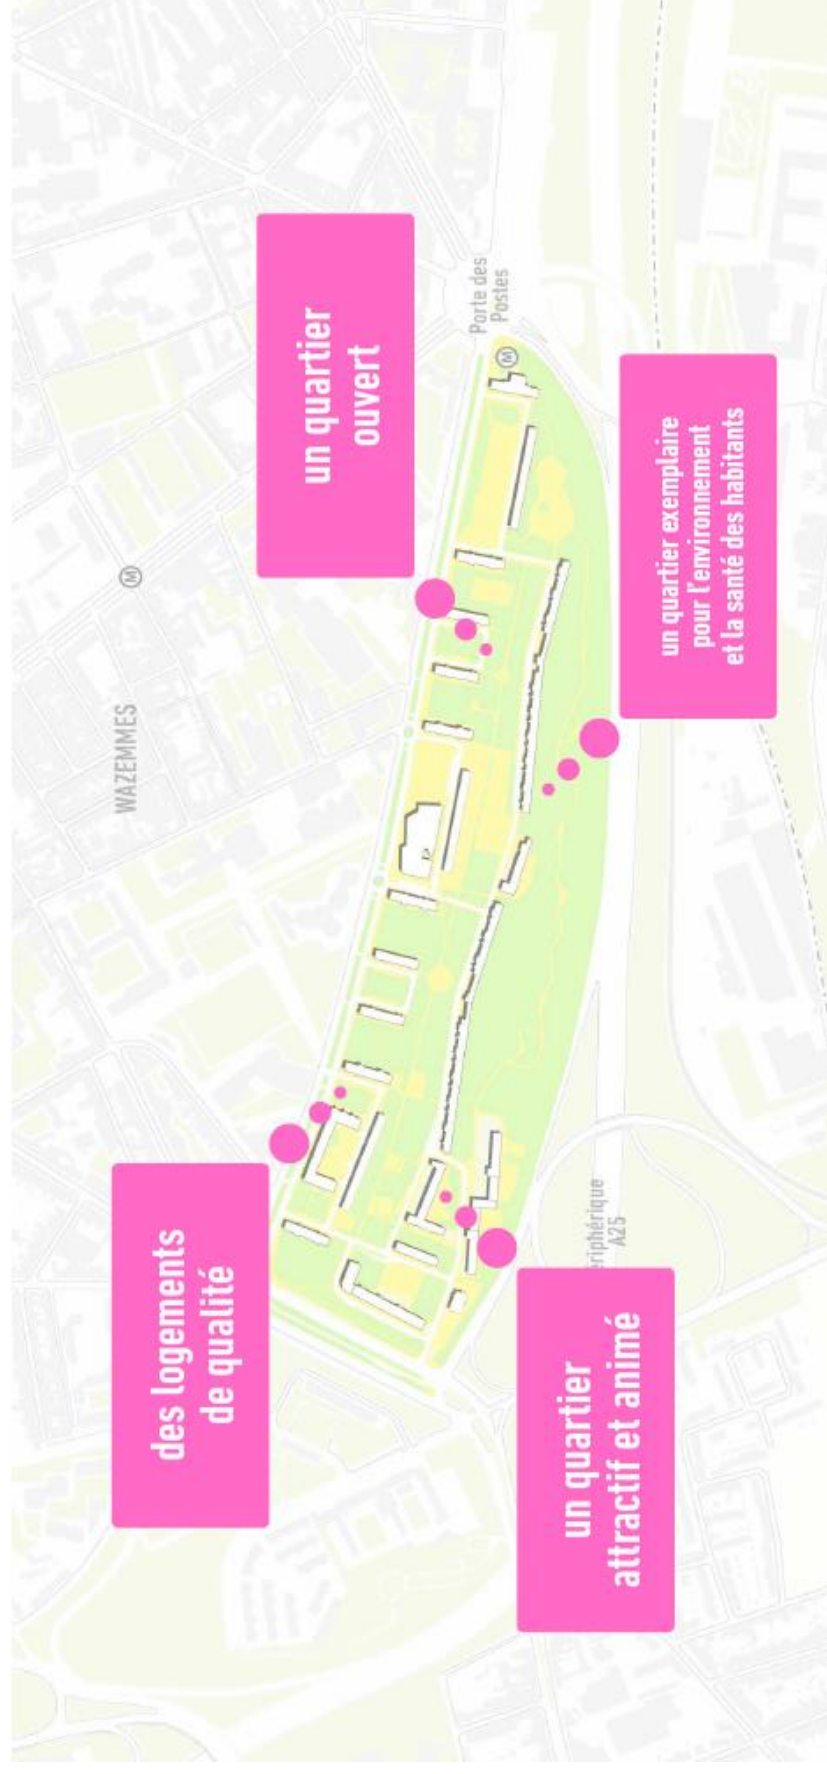 des logements
de qualité
un quartier
ouvert
WAZEMMES
M
Porte des
Postes
M
un quartier
attractif et animé
ériphérique
A25
un quartier exemplaire
pour l'environnement
et la santé des habitants